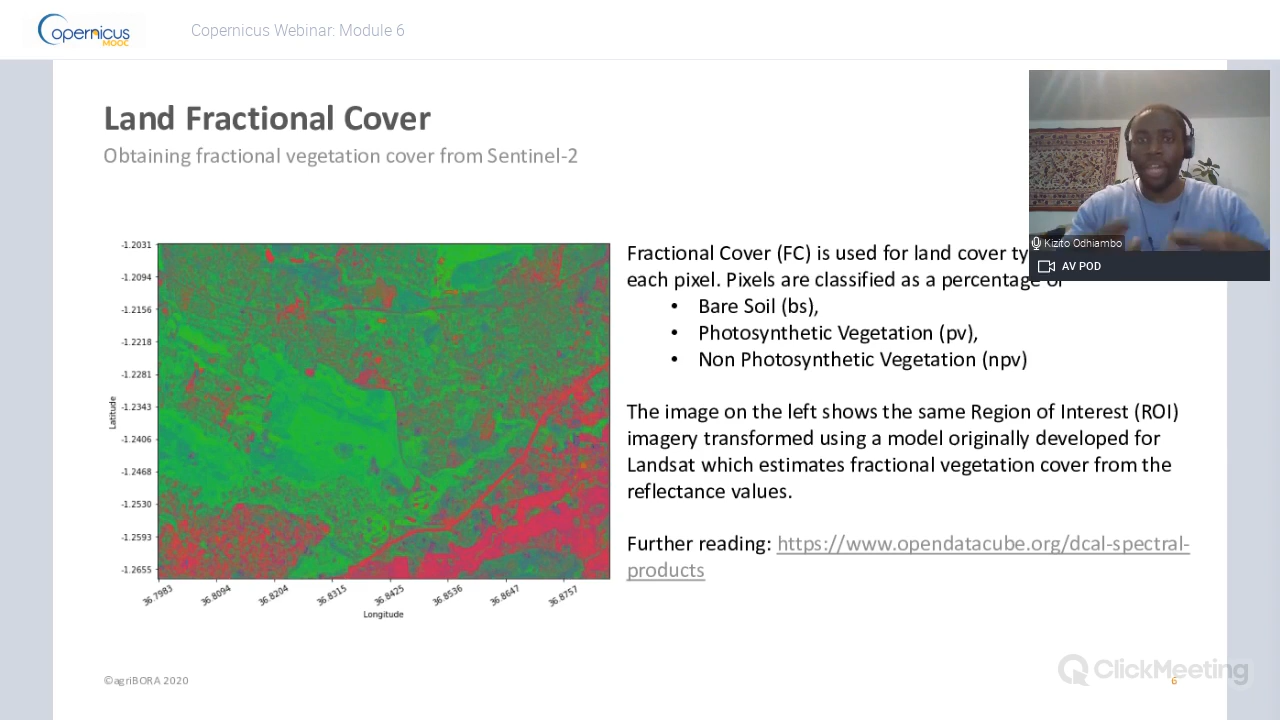 Copernicus
MOOC
Copernicus Webinar: Module 6
Land Fractional Cover
Obtaining fractional vegetation cover from Sentinel-2
Kizito Odhiambo
AV POD
-1.2031
-1.2094
-1.2156
-1.2218
-1.2281
-1.2343
-1.2406
-1.2468
-1.2530
-1.2593
-1.2655
Latitude
36.7983
36.8094
36.8204
36.8315
36.8425
36.8536
36.8647
36.8757
Longitude
Fractional Cover (FC) is used for land cover
each pixel. Pixels are classified as a percentage
• Bare Soil (bs),
• Photosynthetic Vegetation (pv),
• Non Photosynthetic Vegetation (npv)
The image on the left shows the same Region of Interest (ROI)
imagery transformed using a model originally developed for
Landsat which estimates fractional vegetation cover from the
reflectance values.
Further reading: https://www.opendatacube.org/dcal-spectral-
products
©agriBORA 2020
ClickMeeting
6